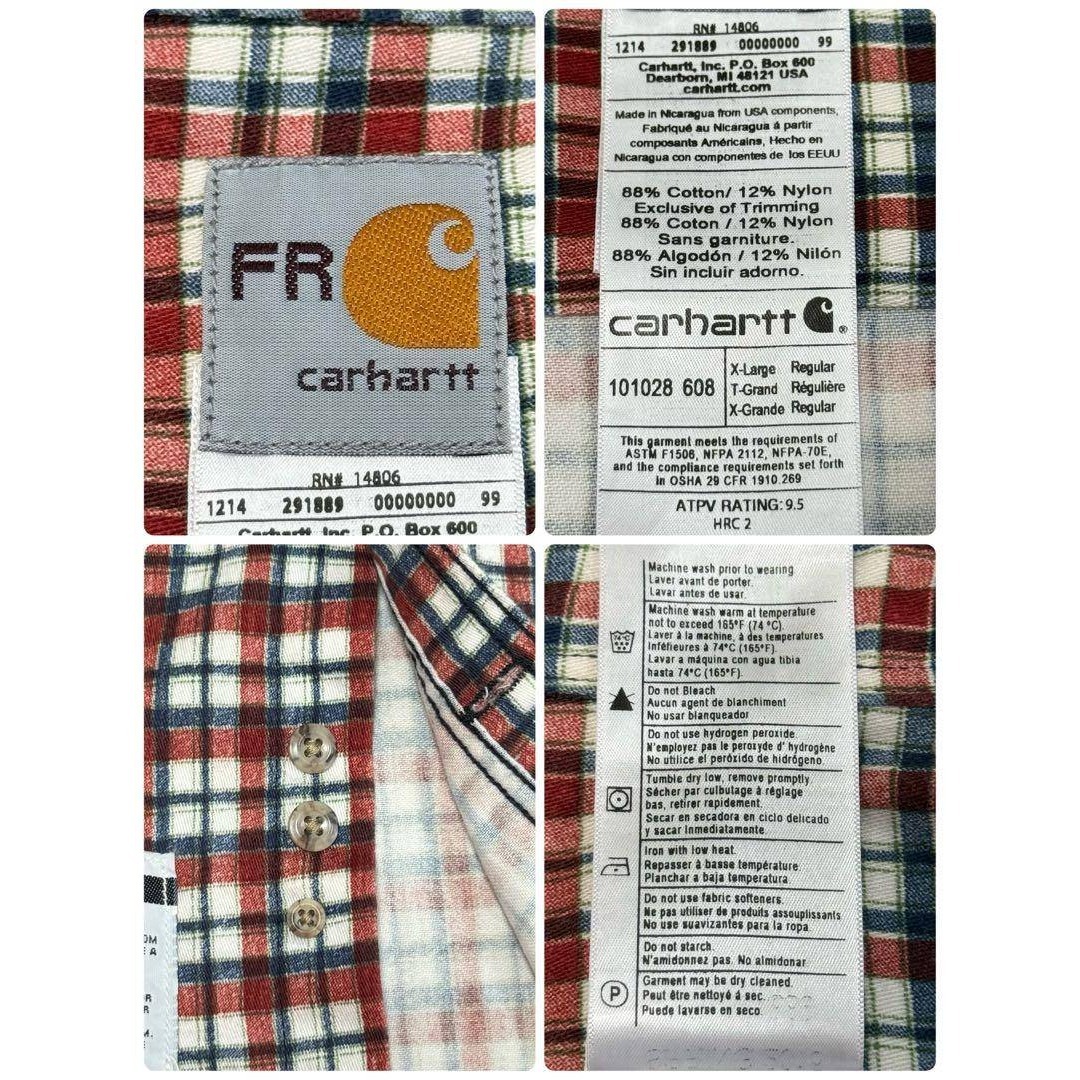 FR
carhartt
RN# 14806
1214 291889 00000000 99
Carhartt, Inc. P.O. Box 600
RN# 14806
1214 291889 00000000 99
Carhartt, Inc. P.O. Box 600
Dearborn, MI 48121 USA
carhartt.com
Made in Nicaragua from USA components,
Fabriqué au Nicaragua á partir
composants Américains, Hecho en
Nicaragua con componentes de los EEUU
88% Cotton/ 12% Nylon
Exclusive of Trimming
88% Coton / 12% Nylon
Sans garniture.
88% Algodón / 12% Nilón
Sin incluir adorno.
carhartt ®
101028 608
X-Large Regular
T-Grand Régulière
X-Grande Regular
This garment meets the requirements of
ASTM F1506, NFPA 2112, NFPA-70E,
and the compliance requirements set forth
in OSHA 29 CFR 1910.269
ATPV RATING: 9.5
HRC 2
Machine wash prior to wearing
Laver avant de porter.
Lavar antes de usar.
Machine wash warm at temperature
not to exceed 165°F (74 °C).
Laver à la machine, à des temperatures
Inféfieures à 74°C (165°F).
Lavar a máquina con agua tibia
hasta 74°C (165°F).
Do not Bleach
Aucun agent de blanchiment
No usar blanqueador
Do not use hydrogen peroxide.
N'employez pas le peroxyde d' hydrogène
No utilice el peróxido de hidrógeno.
Tumble dry low, remove promptly.
Sécher par culbulage à réglage
bas, retirer rapidement.
Secar en secadora en ciclo delicado
y sacar Inmediatamente.
Iron with low heat.
Repasser à basse température.
Planchar a baja temperatura
Do not use fabric softeners.
Ne pas utiliser de produits assouplissants
No use suavizantes para la ropa.
Do not starch.
N'amidonnez pas. No almidonar
P
Garment may be dry cleaned.
Peut être nettoyé á sec.
Puede lavarse en seco.